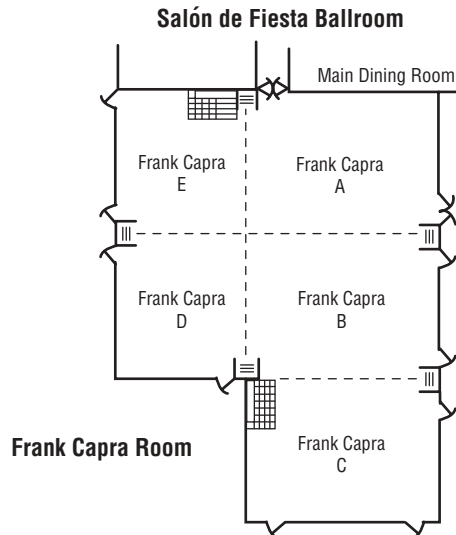 Salón de Fiesta Ballroom
Main Dining Room
Frank Capra
E
Frank Capra
A
Frank Capra
D
Frank Capra
B
Frank Capra Room
Frank Capra
C